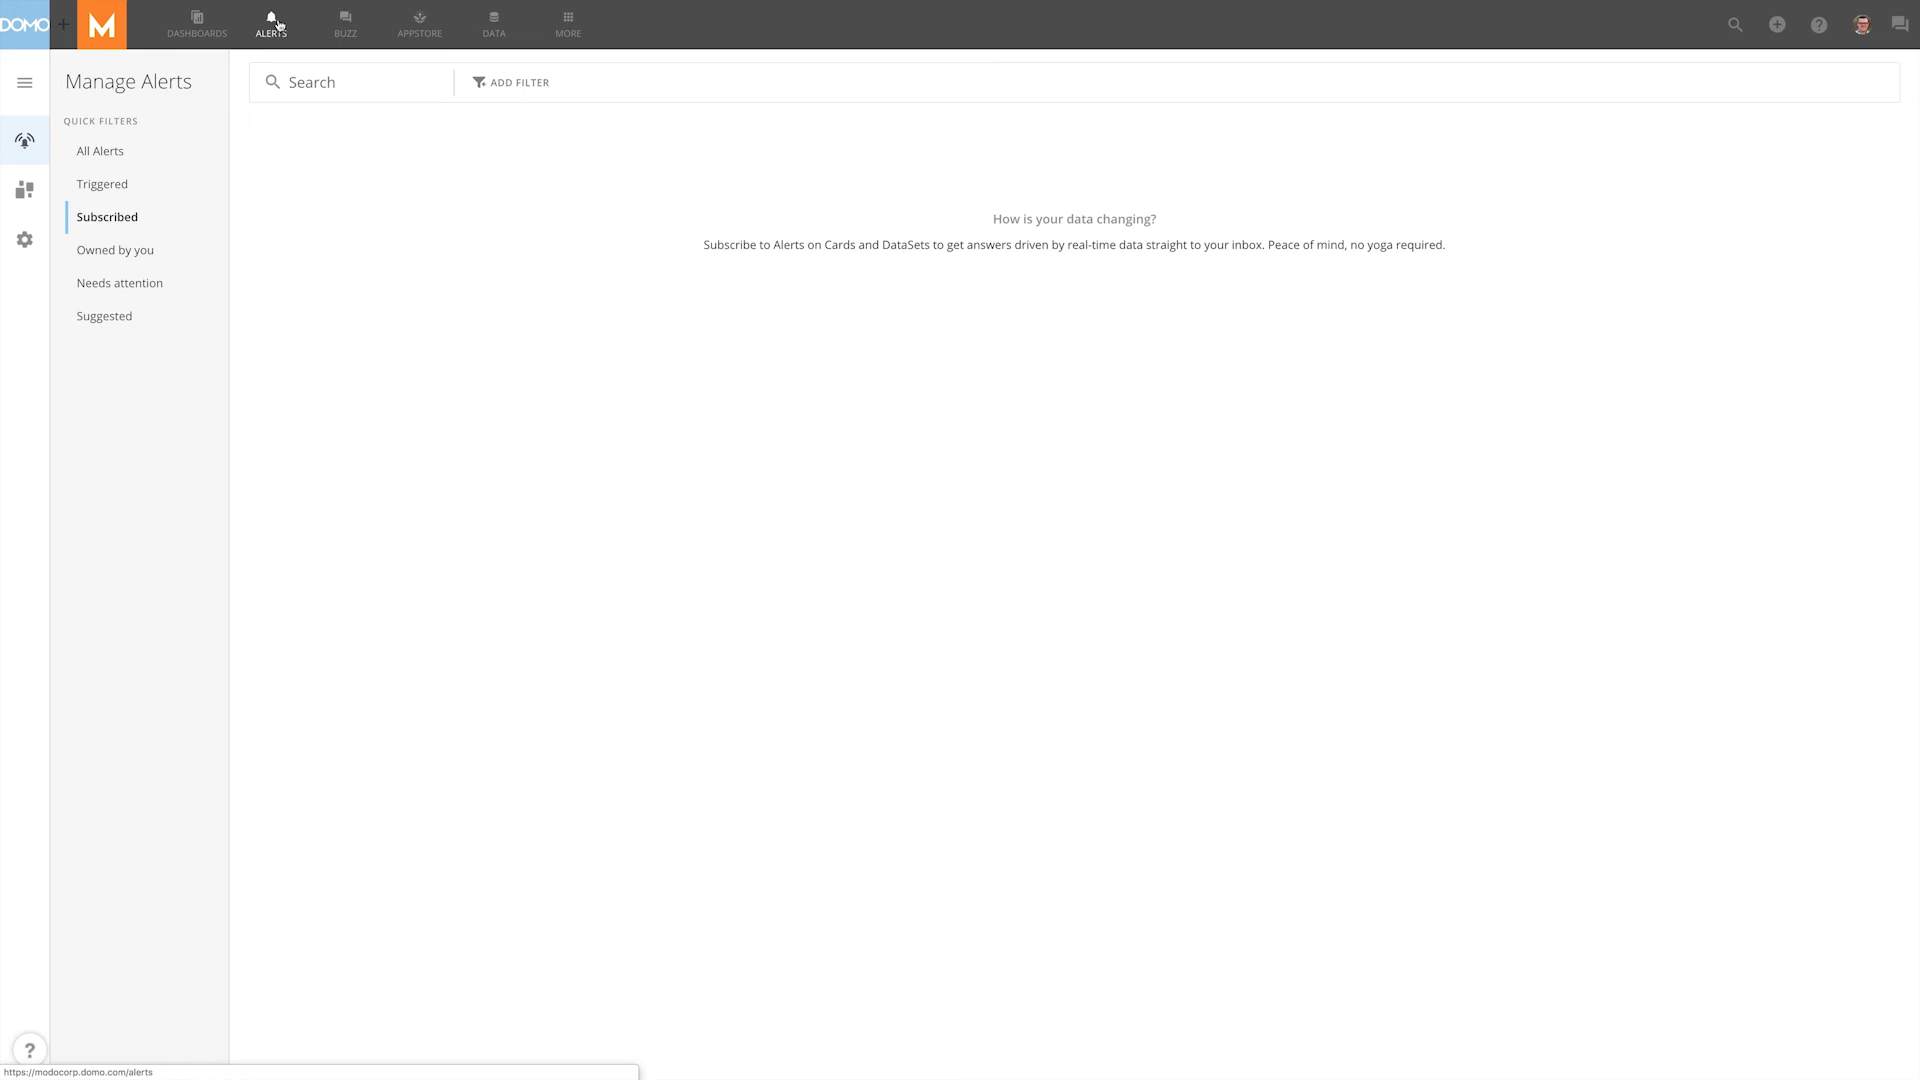 DOMO
M
DASHBOARDS
ALERTS
BUZZ
APPSTORE
DATA
MORE
Manage Alerts
QUICK FILTERS
All Alerts
Triggered
Subscribed
Owned by you
Needs attention
Suggested
Search
ADD FILTER
How is your data changing?
Subscribe to Alerts on Cards and DataSets to get answers driven by real-time data straight to your inbox. Peace of mind, no yoga required.
?
https://modocorp.domo.com/alerts